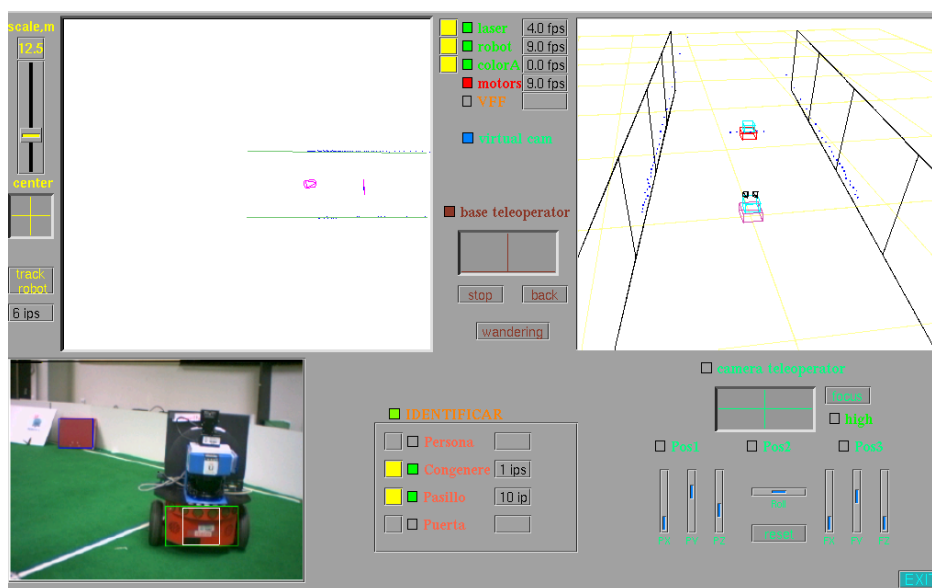 scale,m
12.5
center
track
robot
6 ips
laser 4.0 fps
robot 9.0 fps
colorA 0.0 fps
motors 9.0 fps
VFF
virtual cam
base teleoperator
stop back
wandering
IDENTIFICAR
Persona
Congenere 1 ips
Pasillo 10 ip
Puerta
camera teleoperator
focus
high
Pos1 Pos2 Pos3
reset
EXIT